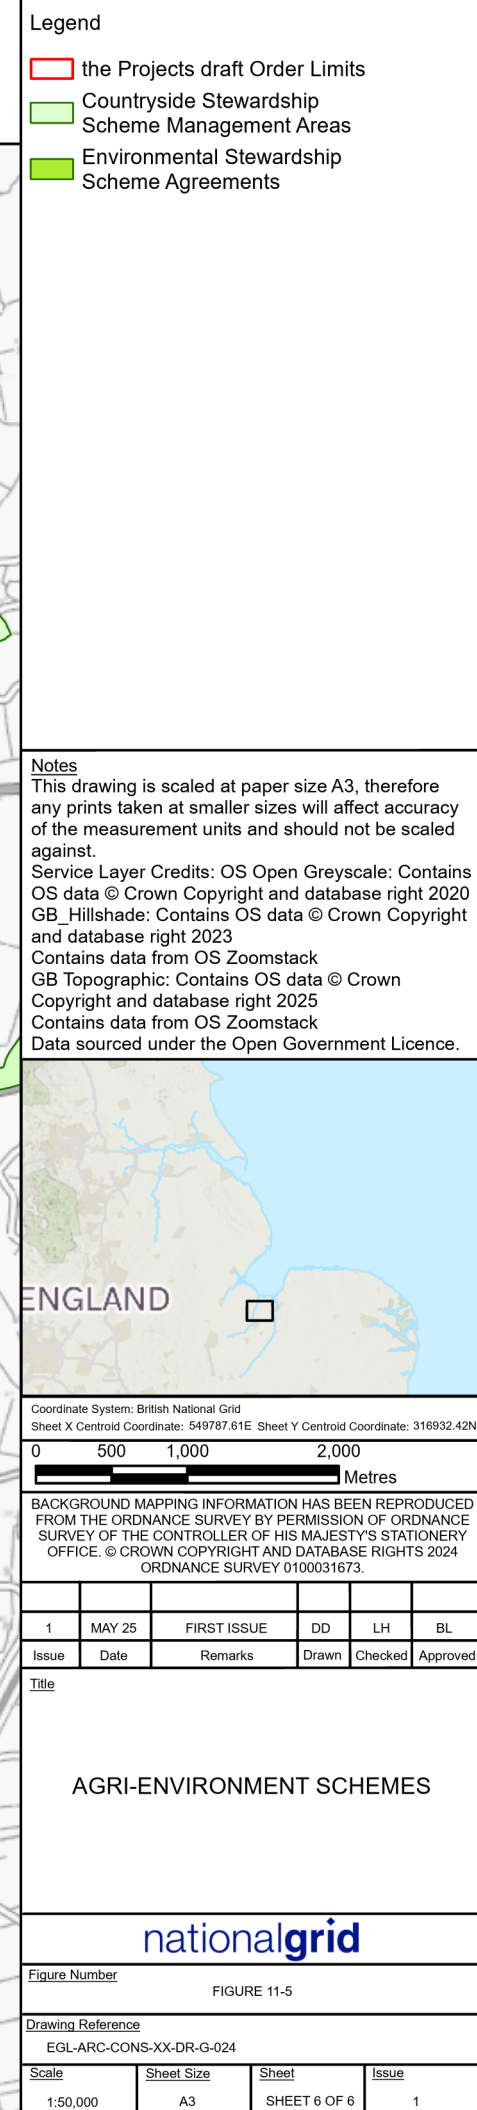 Legend
the Projects draft Order Limits
Countryside Stewardship
Scheme Management Areas
Environmental Stewardship
Scheme Agreements
Notes
This drawing is scaled at paper size A3, therefore
any prints taken at smaller sizes will affect accuracy
of the measurement units and should not be scaled
against.
Service Layer Credits: OS Open Greyscale: Contains
OS data © Crown Copyright and database right 2020
GB_Hillshade: Contains OS data © Crown Copyright
and database right 2023
Contains data from OS Zoomstack
GB Topographic: Contains OS data © Crown
Copyright and database right 2025
Contains data from OS Zoomstack
Data sourced under the Open Government Licence.
ENGLAND
Coordinate System: British National Grid
Sheet X Centroid Coordinate: 549787.61E Sheet Y Centroid Coordinate: 316932.42N
0 500 1,000 2,000
Metres
BACKGROUND MAPPING INFORMATION HAS BEEN REPRODUCED
FROM THE ORDNANCE SURVEY BY PERMISSION OF ORDNANCE
SURVEY OF THE CONTROLLER OF HIS MAJESTY'S STATIONERY
OFFICE. © CROWN COPYRIGHT AND DATABASE RIGHTS 2024
ORDNANCE SURVEY 0100031673.
1 MAY 25 FIRST ISSUE DD LH BL
Issue Date Remarks Drawn Checked Approved
Title
AGRI-ENVIRONMENT SCHEMES
nationalgrid
Figure Number
FIGURE 11-5
Drawing Reference
EGL-ARC-CONS-XX-DR-G-024
Scale Sheet Size Sheet Issue
1:50,000 A3 SHEET 6 OF 6 1